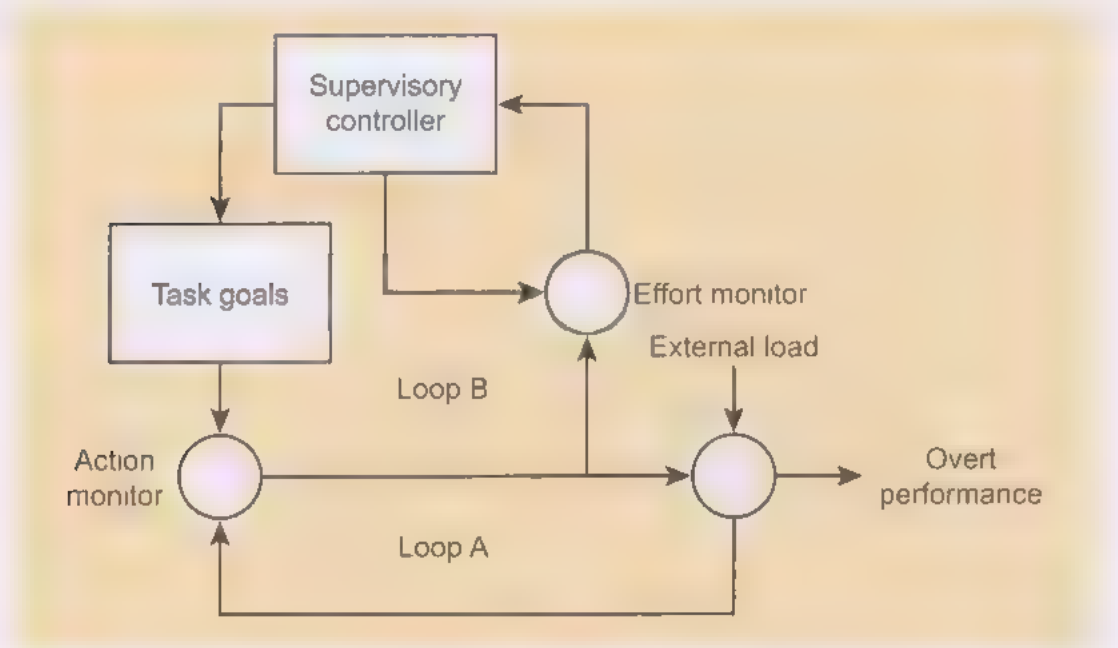 Supervisory
controller
Task goals
Effort monitor
External load
Loop B
Action
monitor
Overt
performance
Loop A